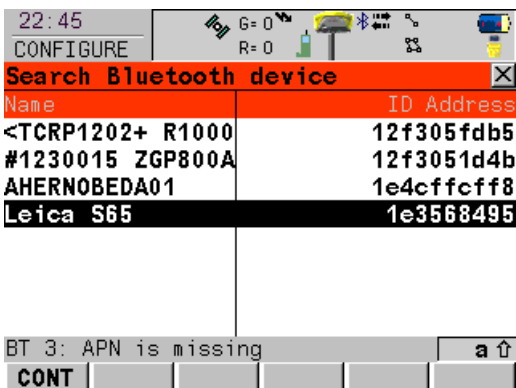 22:45
CONFIGURE
G= 0
R= 0
Search Bluetooth device
Name ID Address
<TCRP1202+ R1000 12f305fdb5
#1230015 ZGP800A 12f3051d4b
AHERNOBEDA01 1e4cffcff8
Leica S65 1e3568495
BT 3: APN is missing a
CONT